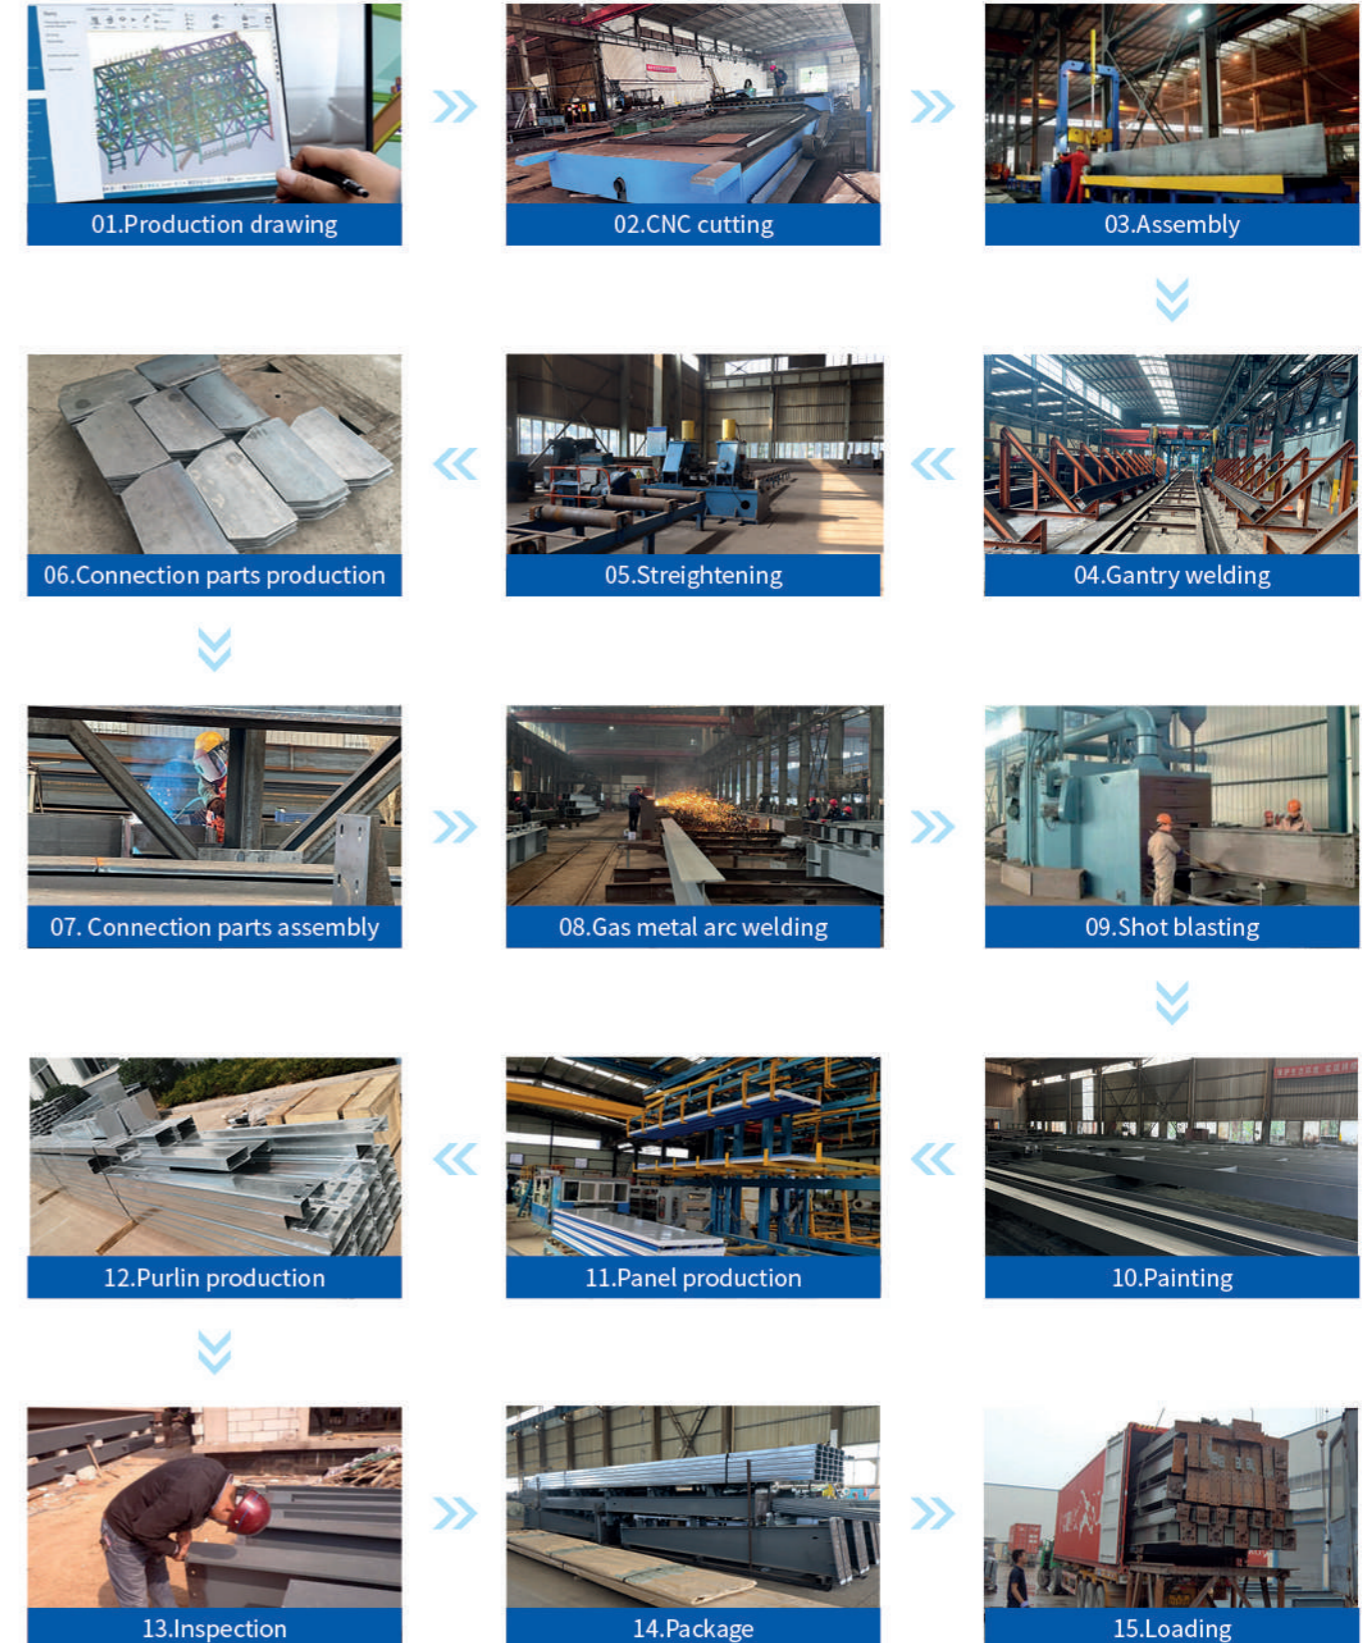 01.Production drawing
02.CNC cutting
03.Assembly
04.Gantry welding
05.Streightening
06.Connection parts production
07. Connection parts assembly
08.Gas metal arc welding
09.Shot blasting
10.Painting
11.Panel production
12.Purlin production
13.Inspection
14.Package
15.Loading